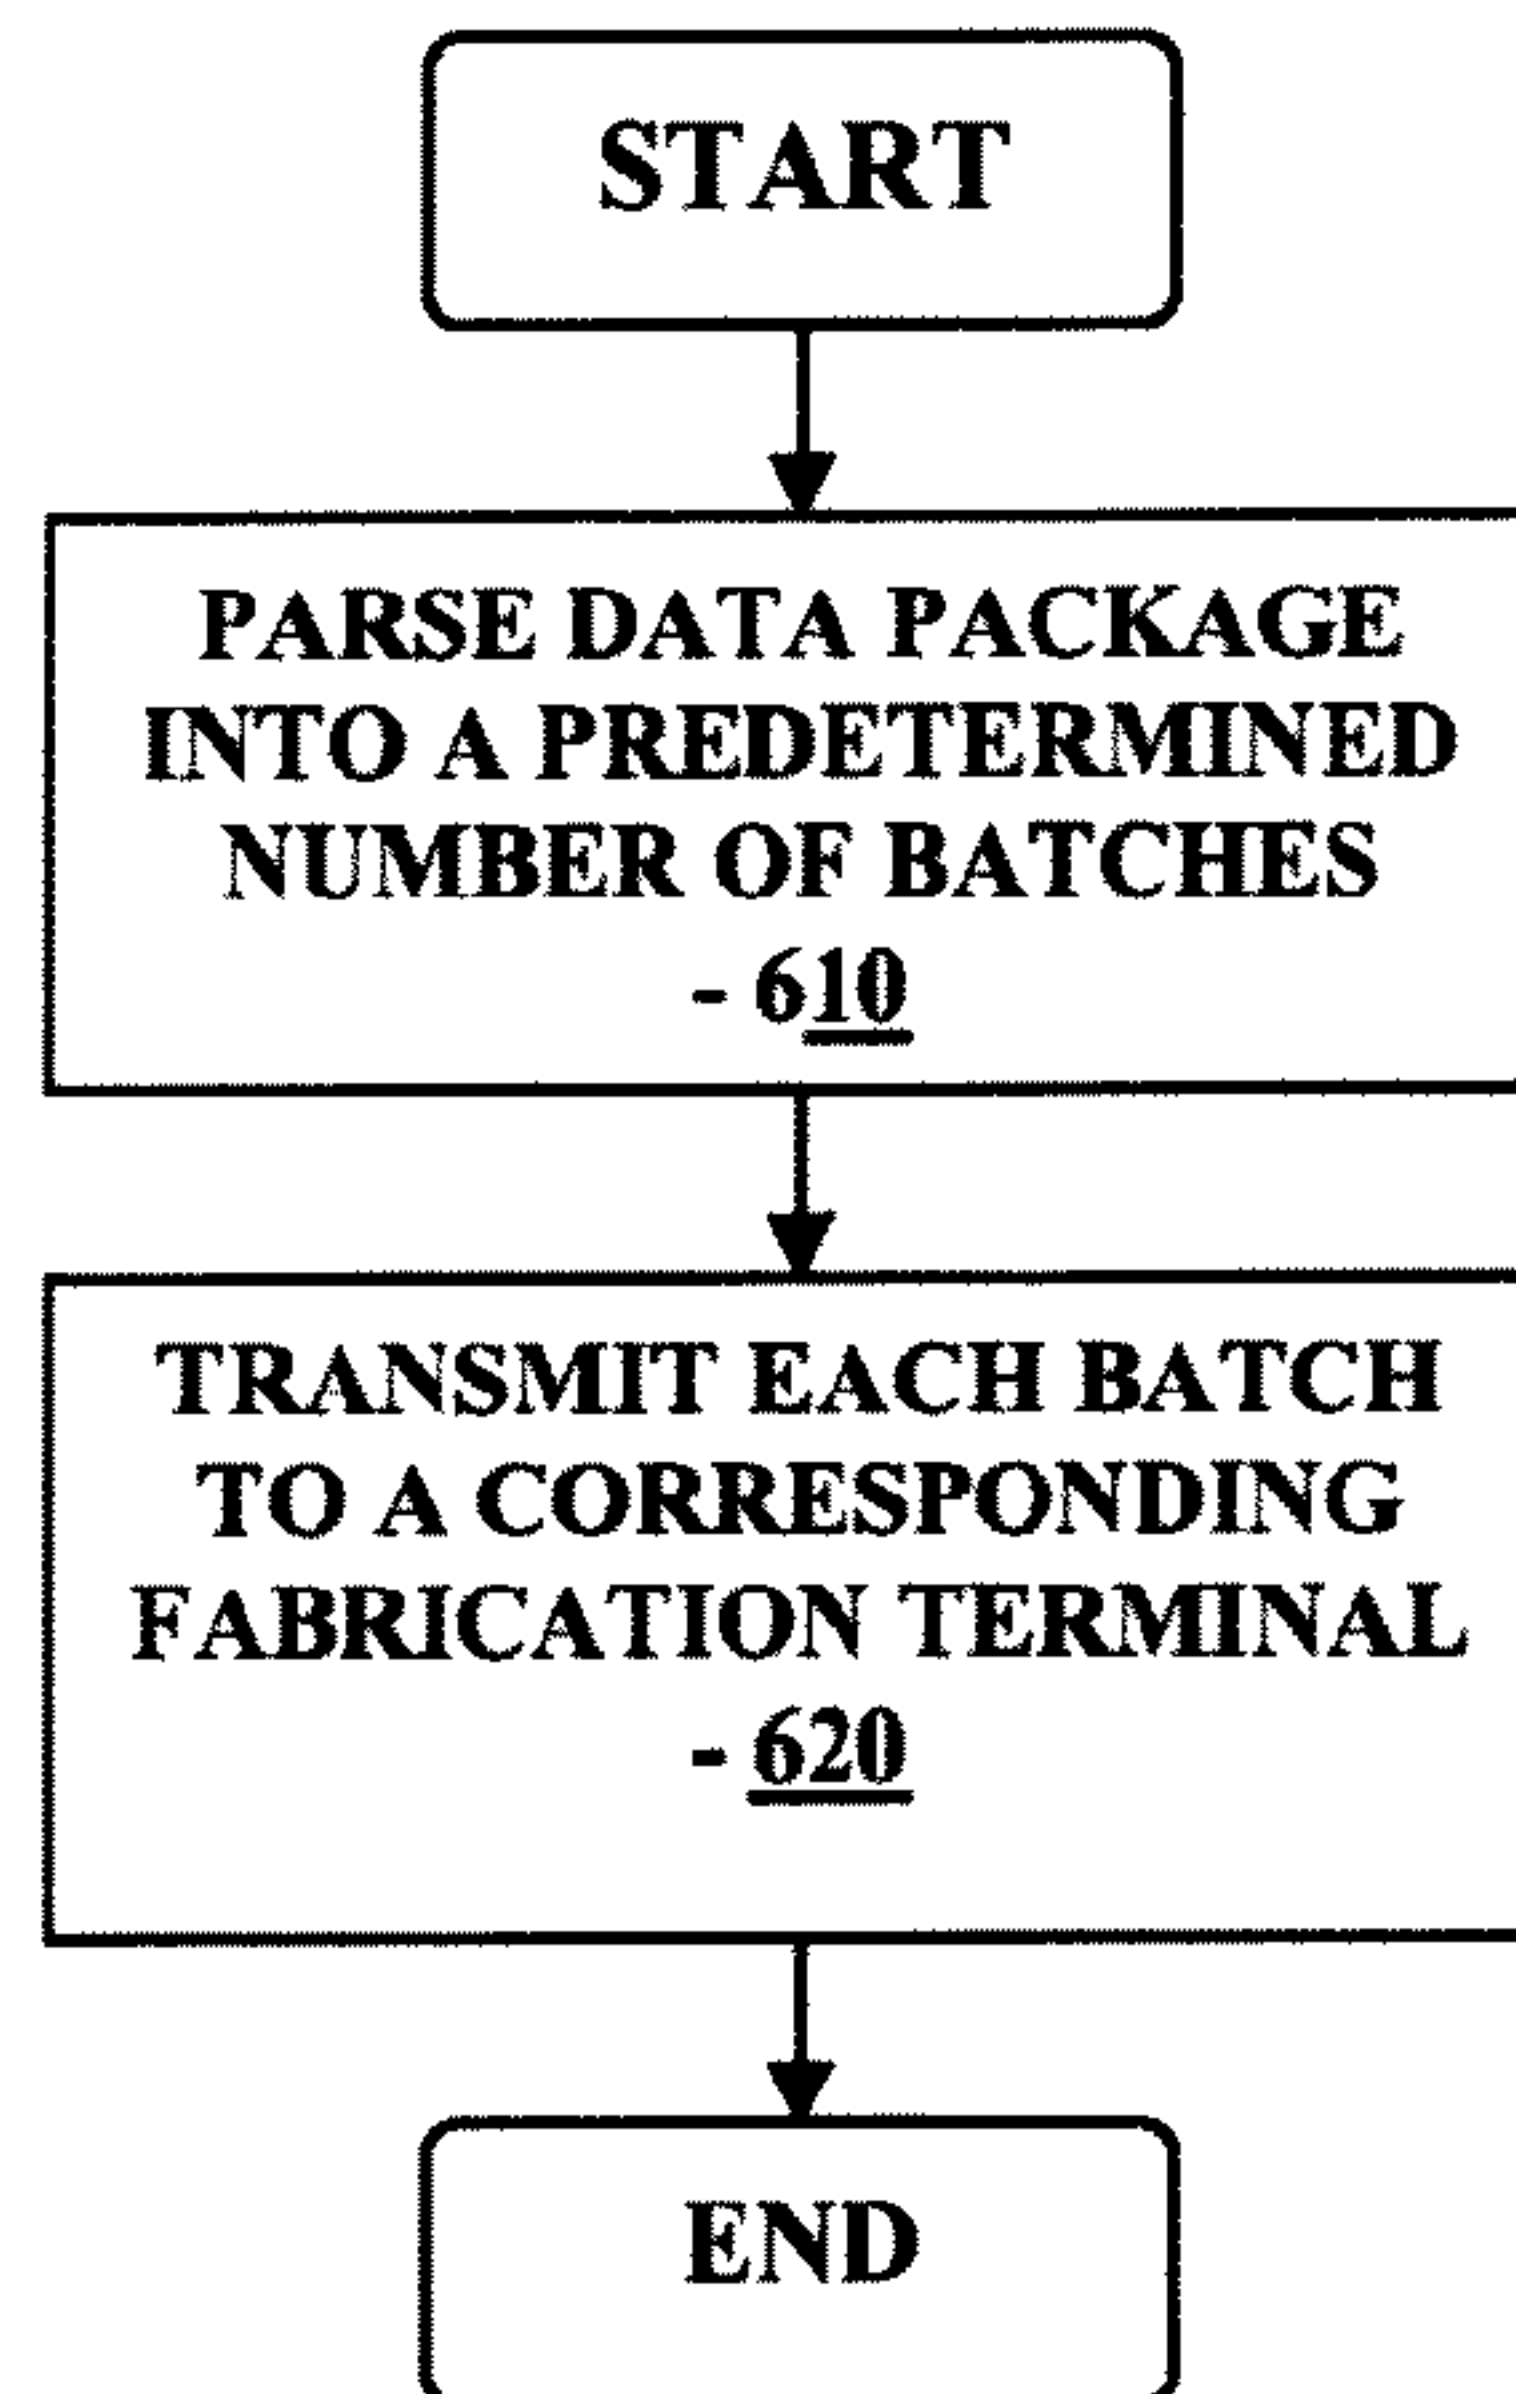 START
PARSE DATA PACKAGE
INTO A PREDETERMINED
NUMBER OF BATCHES
- 610
TRANSMIT EACH BATCH
TO A CORRESPONDING
FABRICATION TERMINAL
- 620
END